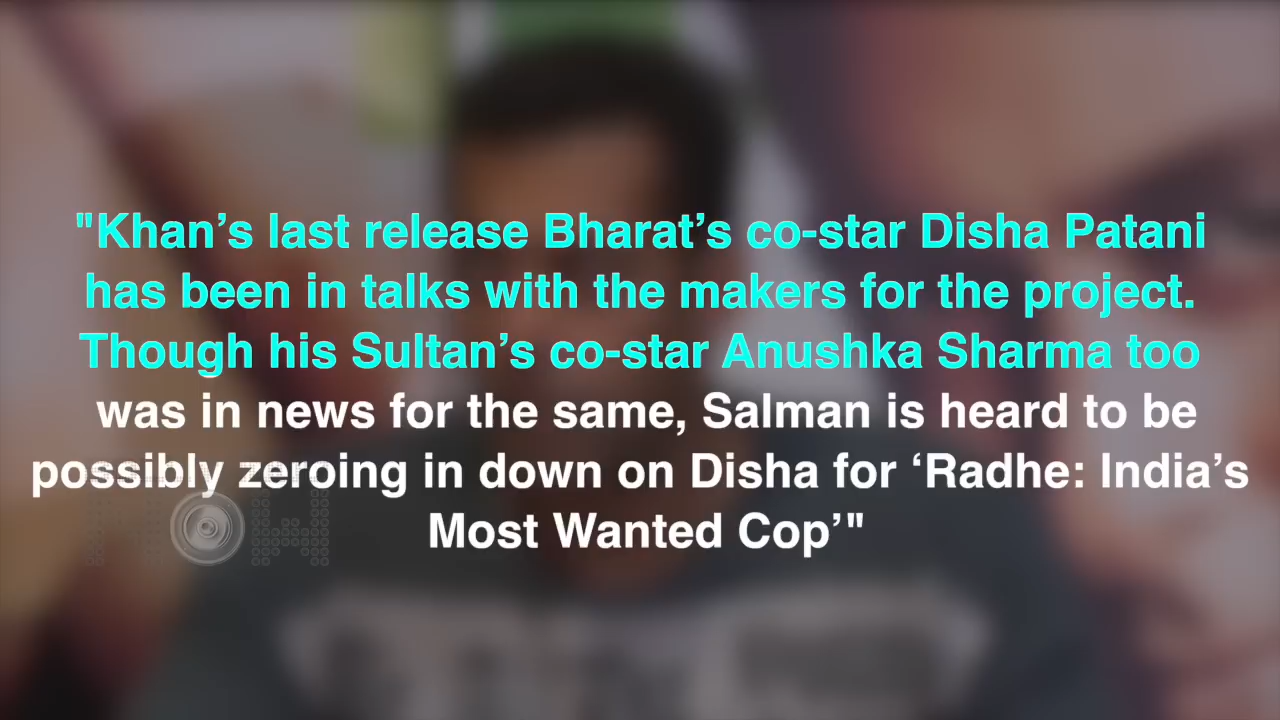 "Khan’s last release Bharat’s co-star Disha Patani
has been in talks with the makers for the project.
Though his Sultan’s co-star Anushka Sharma too
was in news for the same, Salman is heard to be
possibly zeroing in down on Disha for ‘Radhe: India’s
Most Wanted Cop’"